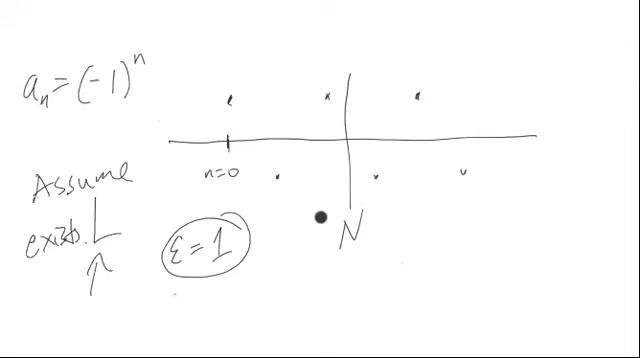 aₙ = (-1)ⁿ
n=0
Assume
L
exists.
ε = 1
N